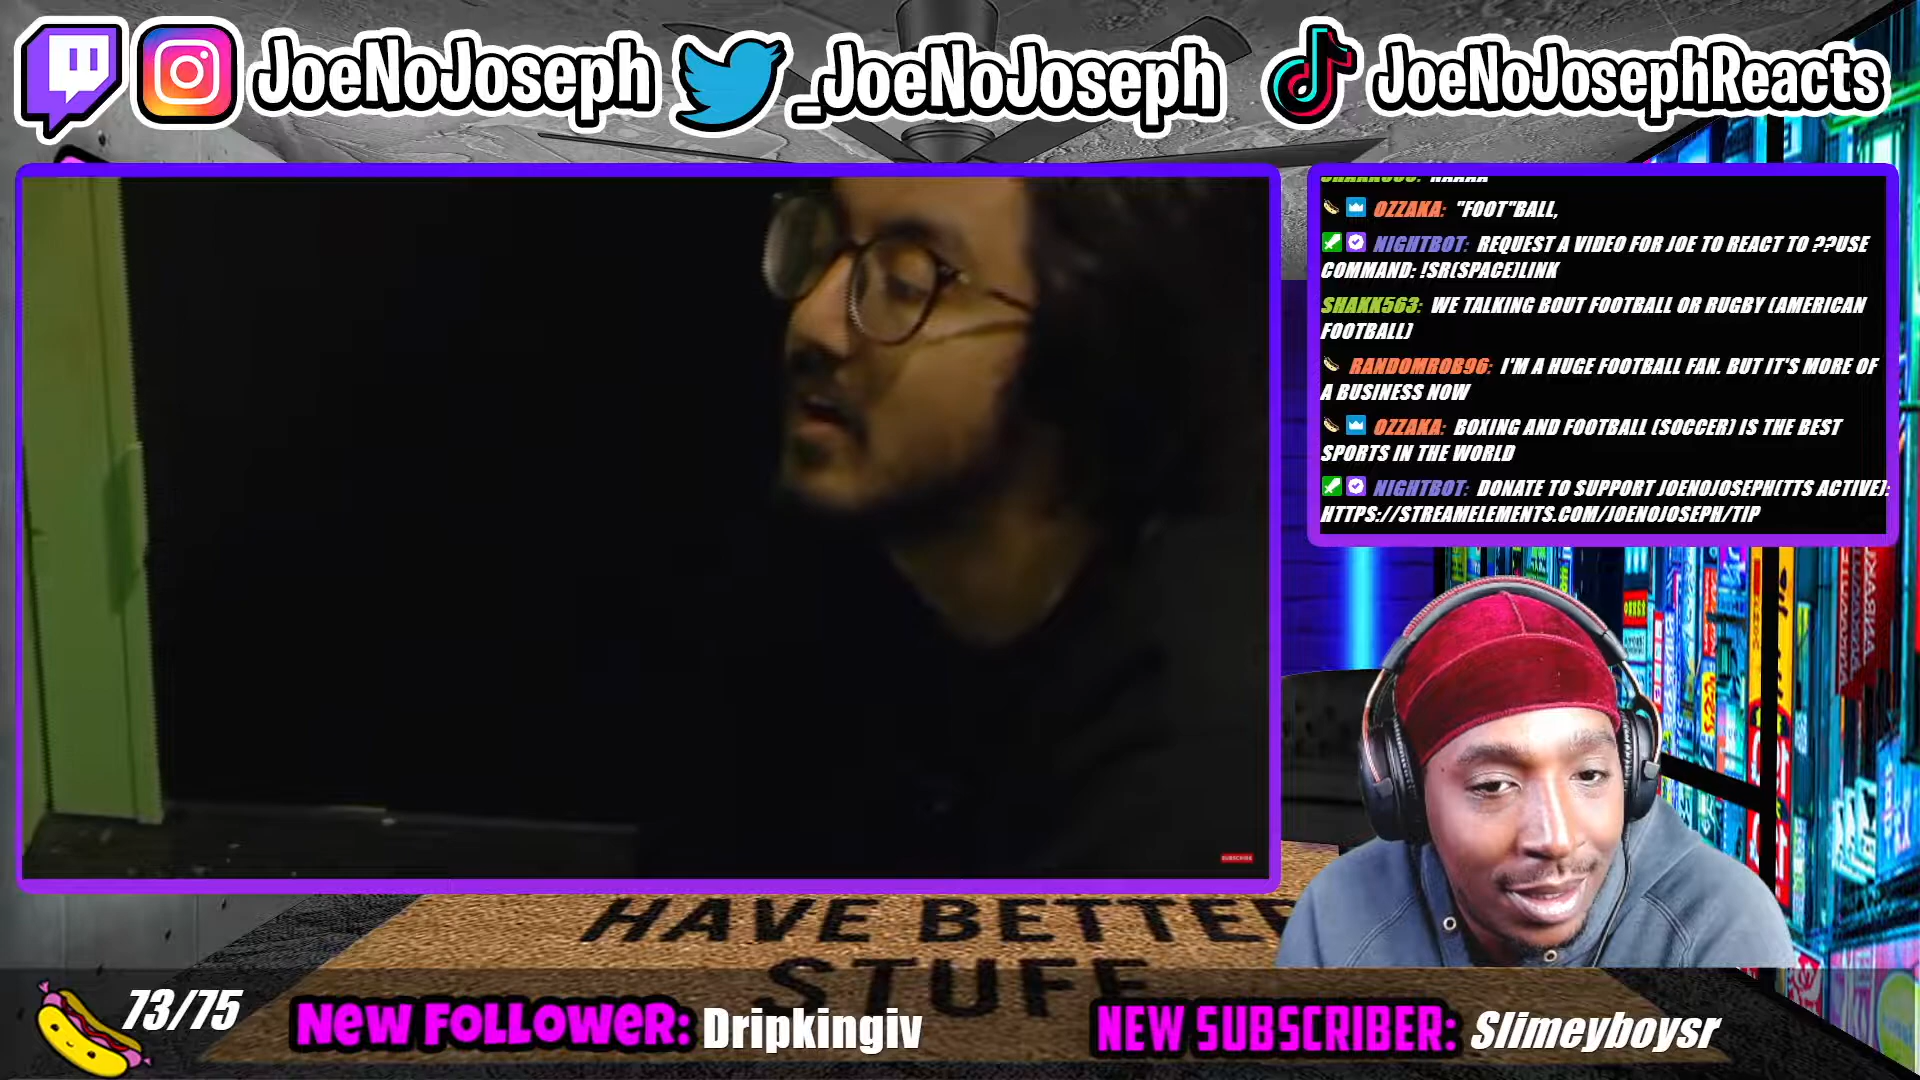 JoeNoJoseph
_JoeNoJoseph
JoeNoJosephReacts
OZZAKA: "FOOT"BALL,
NIGHTBOT: REQUEST A VIDEO FOR JOE TO REACT TO ??USE
COMMAND: !SR(SPACE)LINK
SHAKK563: WE TALKING BOUT FOOTBALL OR RUGBY (AMERICAN
FOOTBALL)
RANDOMROB96: I'M A HUGE FOOTBALL FAN. BUT IT'S MORE OF
A BUSINESS NOW
OZZAKA: BOXING AND FOOTBALL (SOCCER) IS THE BEST
SPORTS IN THE WORLD
NIGHTBOT: DONATE TO SUPPORT JOENOJOSEPH(TTS ACTIVE):
HTTPS://STREAMELEMENTS.COM/JOENOJOSEPH/TIP
SUBSCRIBE
HAVE BETTER
STUFF
73/75
NEW FOLLOWER: Dripkingiv
NEW SUBSCRIBER: Slimeyboysr